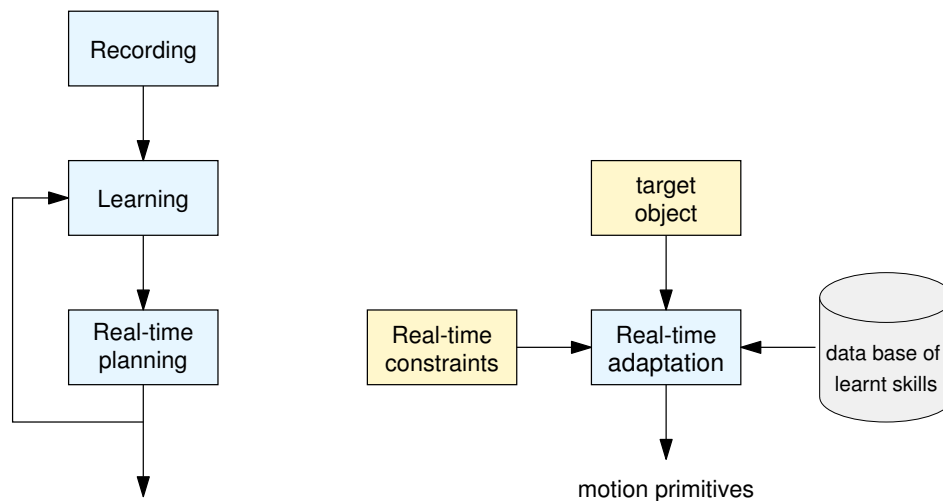 Recording
Learning
Real-time
planning
target
object
Real-time
constraints
Real-time
adaptation
data base of
learnt skills
motion primitives